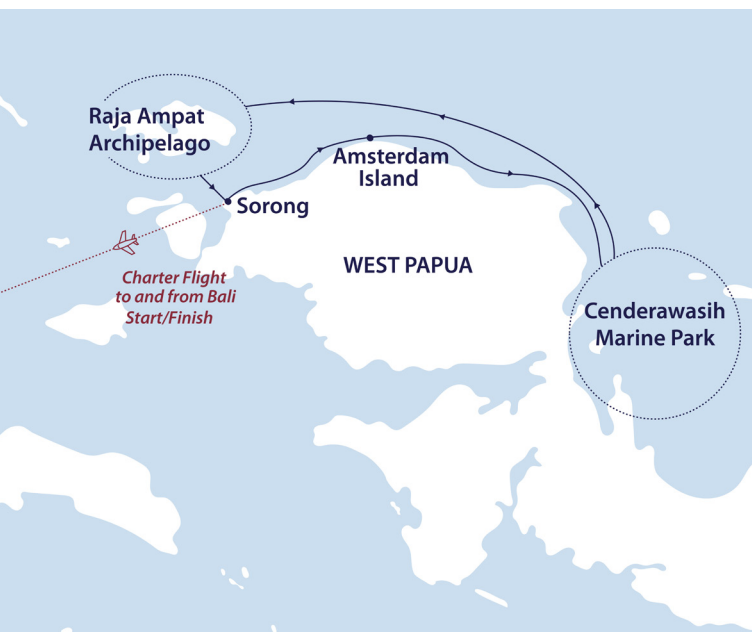 Raja Ampat
Archipelago
Amsterdam
Island
Sorong
WEST PAPUA
Charter Flight
to and from Bali
Start/Finish
Cenderawasih
Marine Park